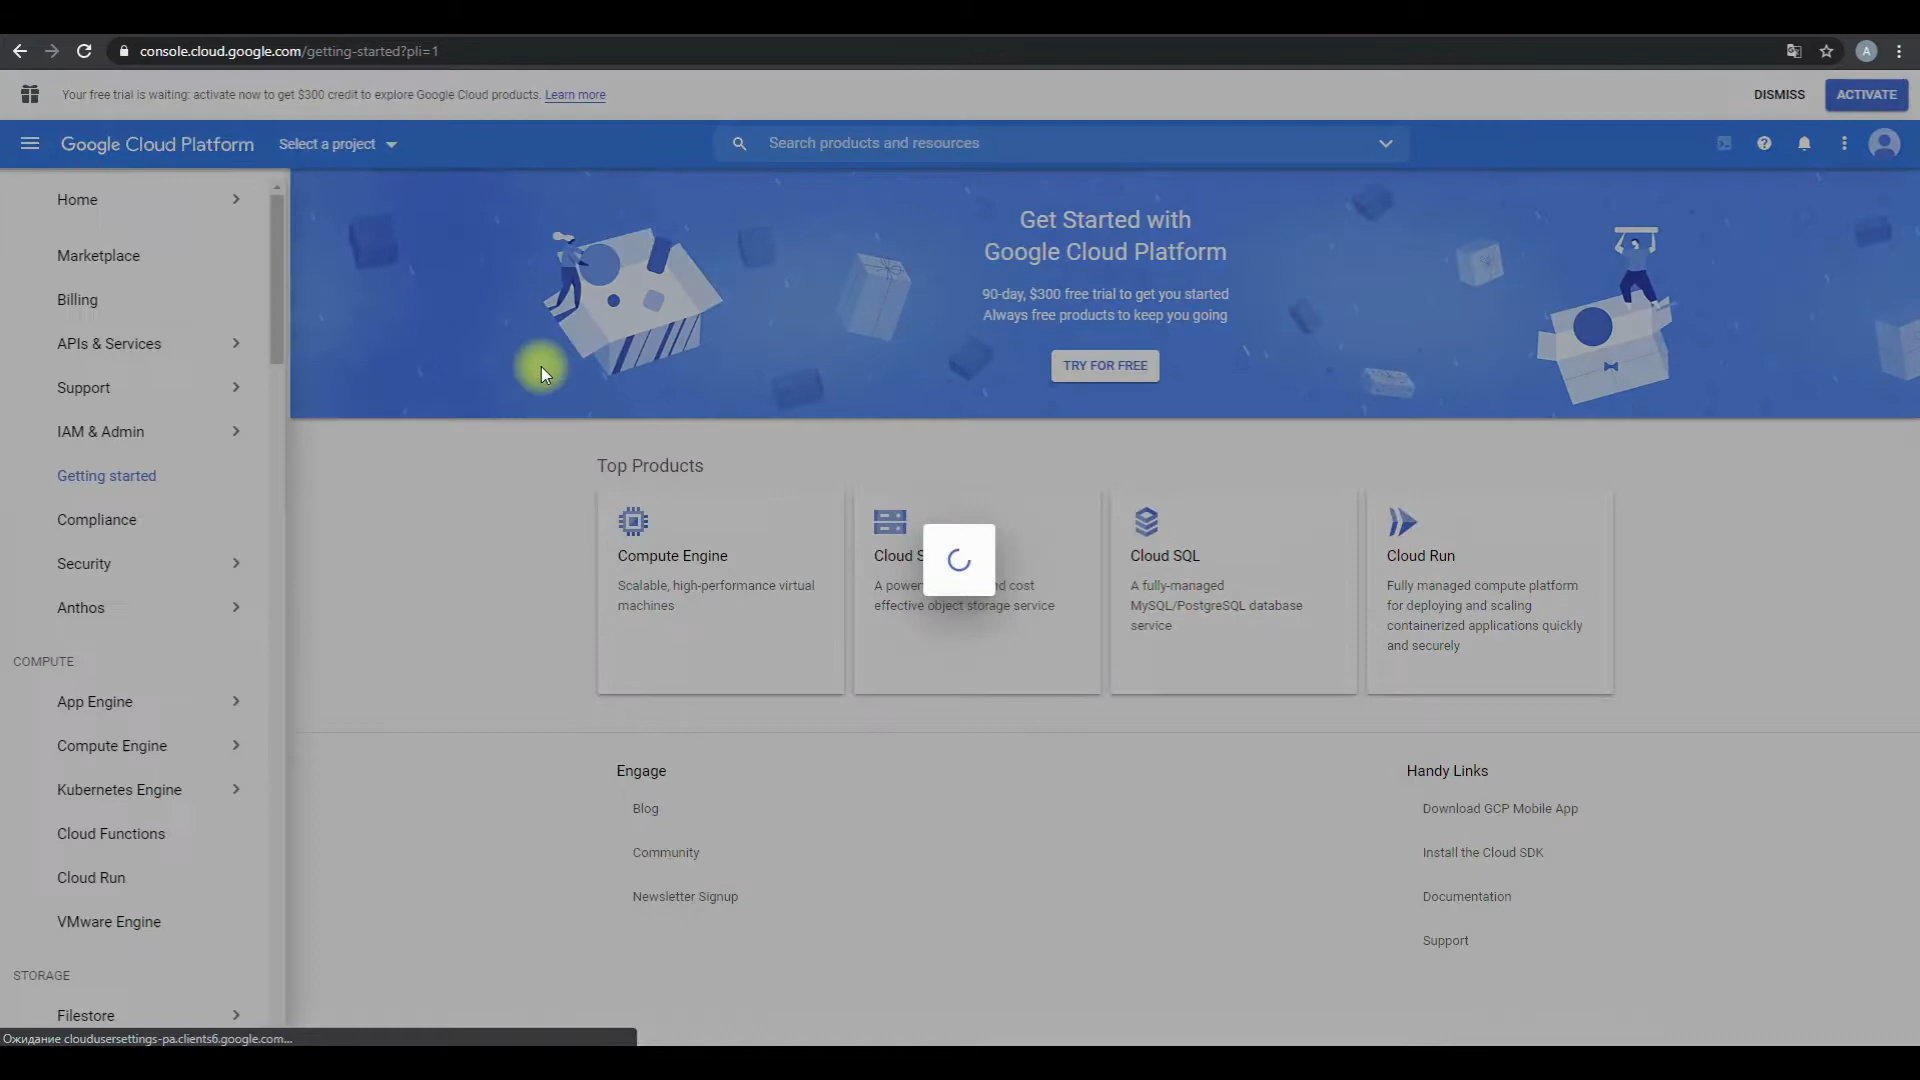 console.cloud.google.com/getting-started?pli=1
A
Your free trial is waiting: activate now to get $300 credit to explore Google Cloud products. Learn more
DISMISS
ACTIVATE
Google Cloud Platform
Select a project
Search products and resources
Home
Marketplace
Billing
APIs & Services
Support
IAM & Admin
Getting started
Compliance
Security
Anthos
COMPUTE
App Engine
Compute Engine
Kubernetes Engine
Cloud Functions
Cloud Run
VMware Engine
STORAGE
Filestore
Get Started with
Google Cloud Platform
90-day, $300 free trial to get you started
Always free products to keep you going
TRY FOR FREE
Top Products
Compute Engine
Scalable, high-performance virtual
machines
Cloud
A cost
effective object storage service
Cloud SQL
A fully-managed
MySQL/PostgreSQL database
service
Cloud Run
Fully managed compute platform
for deploying and scaling
containerized applications quickly
and securely
Engage
Blog
Community
Newsletter Signup
Handy Links
Download GCP Mobile App
Install the Cloud SDK
Documentation
Support
Ожидание cloudusersettings-pa.clients6.google.com...